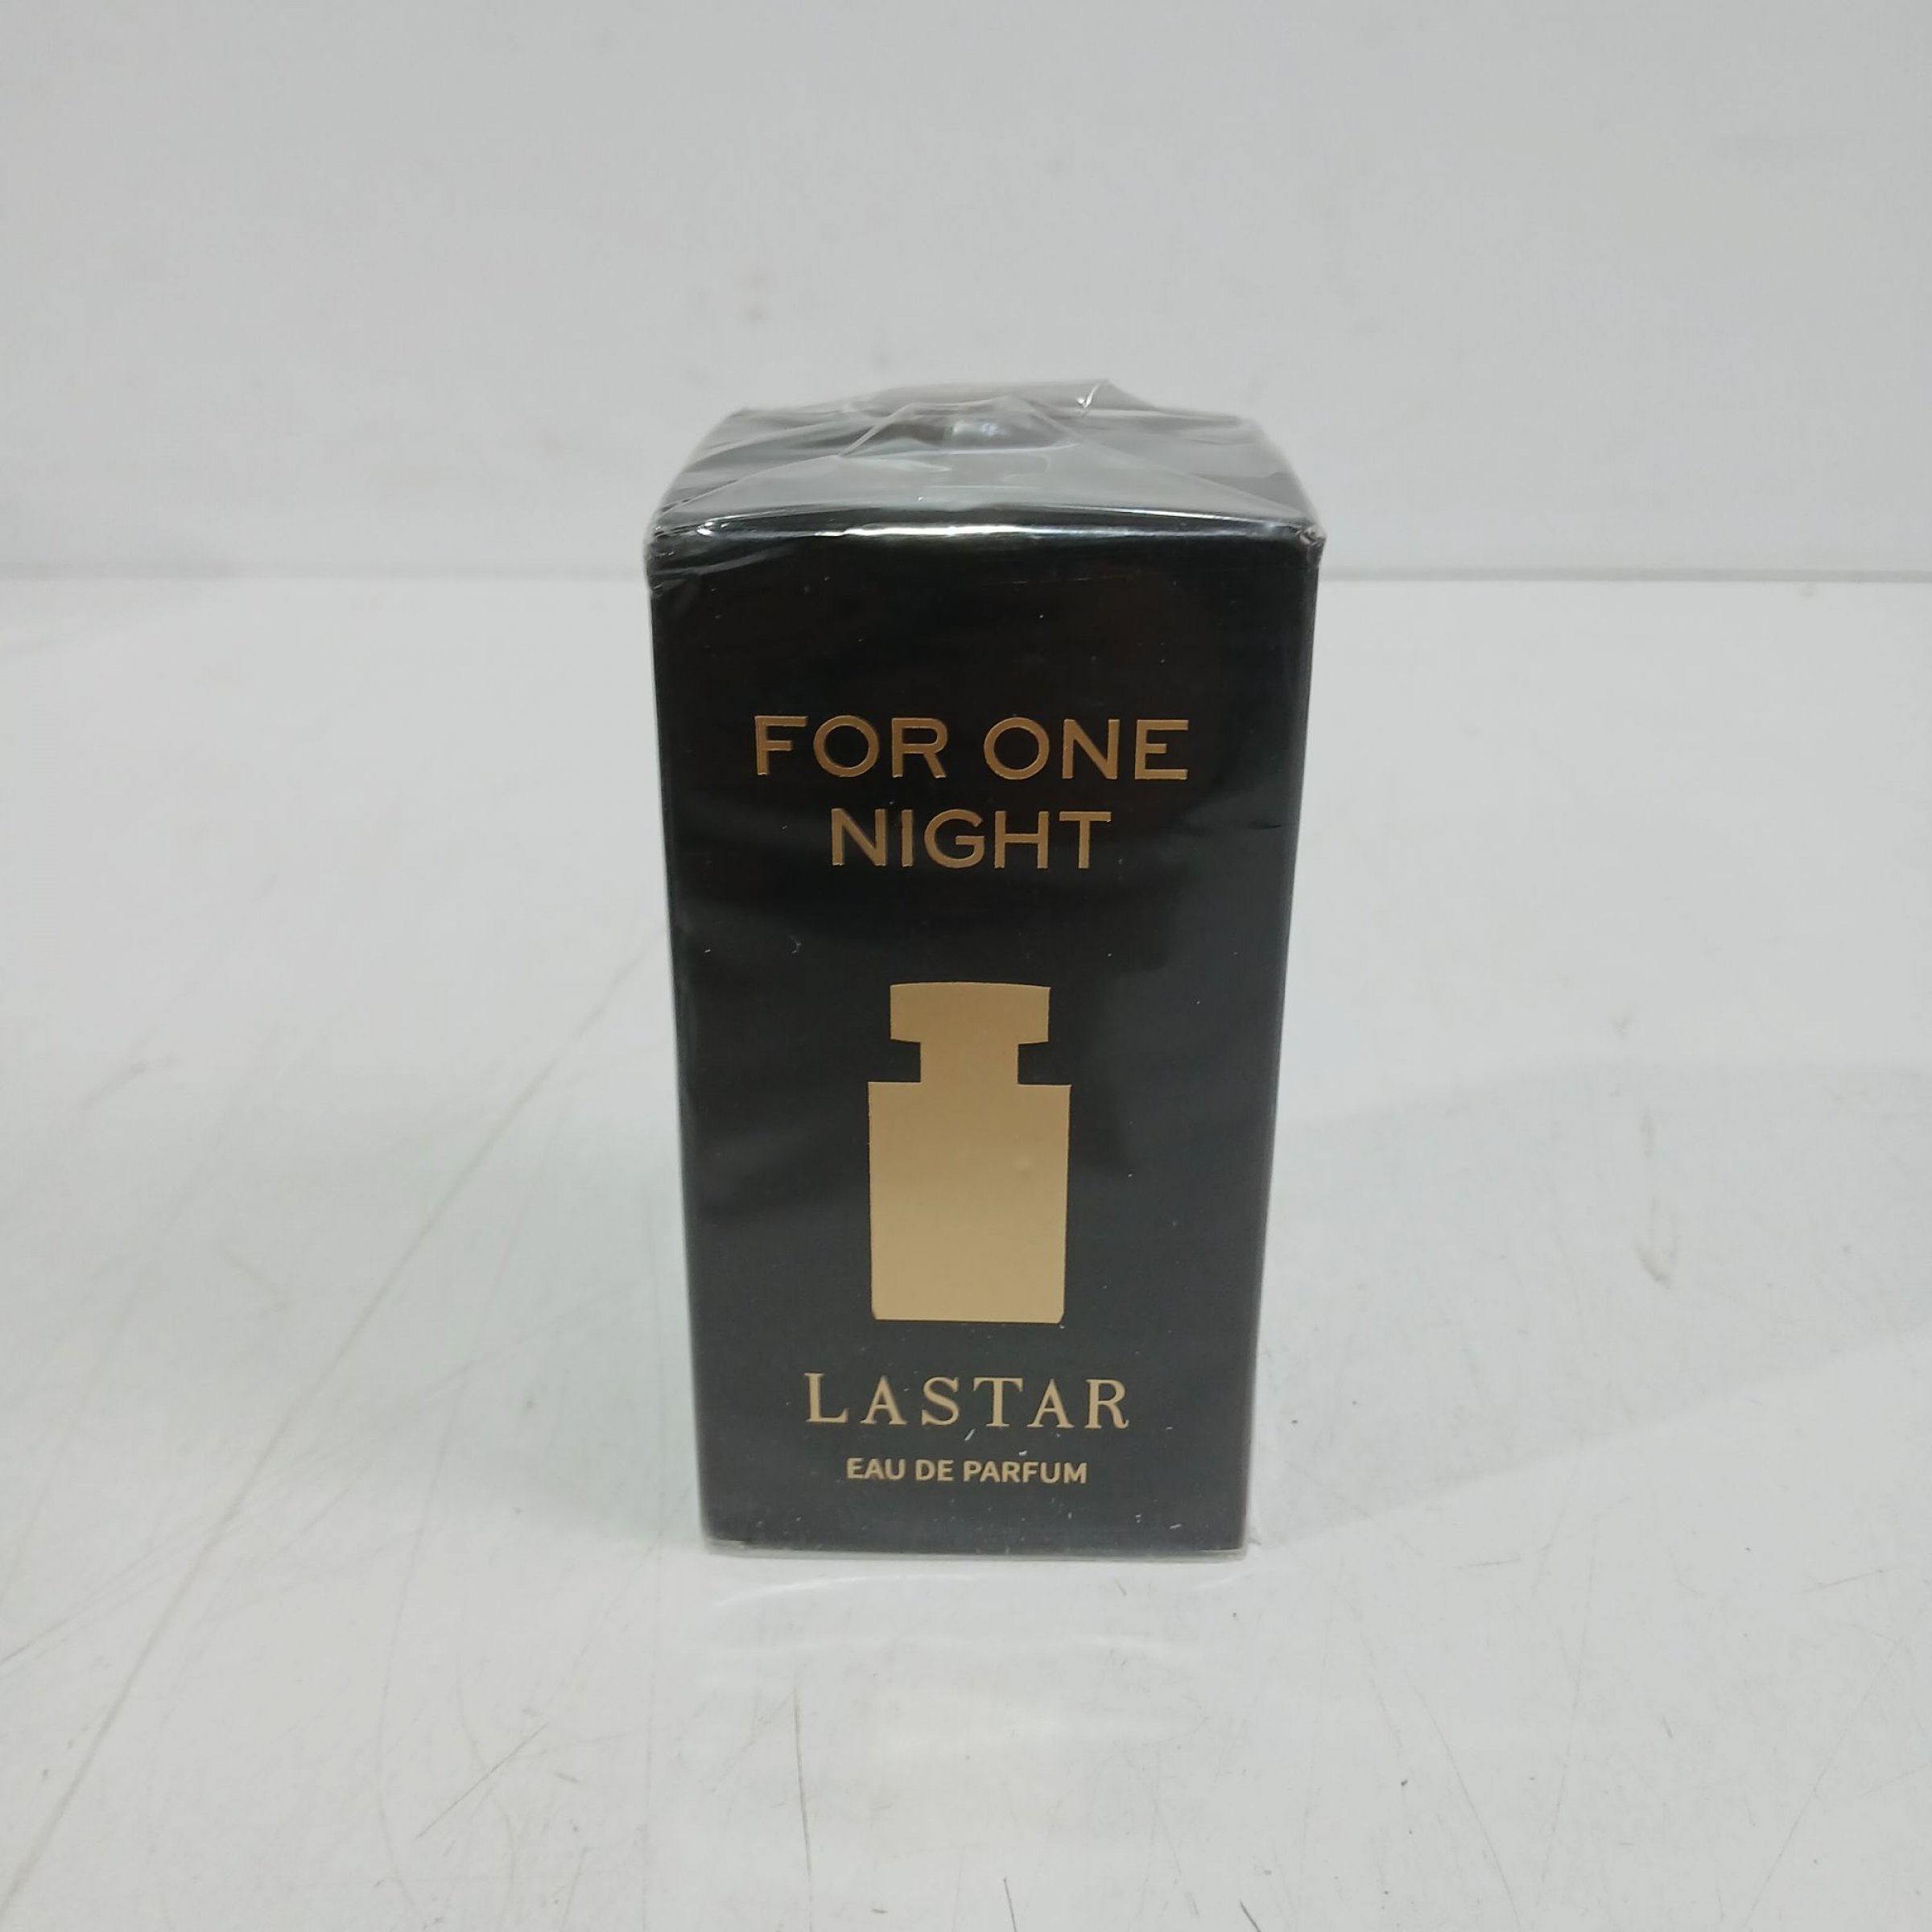 FOR ONE
NIGHT
LASTAR
EAU DE PARFUM